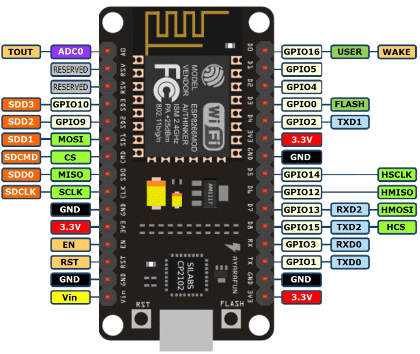 TOUT ADC0 A0 D0 GPIO16 USER WAKE
RESERVED RSV D1 GPIO5
RESERVED RSV D2 GPIO4
SDD3 GPIO10 SD3 D3 GPIO0 FLASH
SDD2 GPIO9 SD2 D4 GPIO2 TXD1
SDD1 MOSI SD1 3V3 3.3V
SDCMD CS CMD GND GND
SDD0 MISO SD0 D5 GPIO14 HSCLK
SDCLK SCLK CLK D6 GPIO12 HMISO
GND GND D7 GPIO13 RXD2 HMOSI
3.3V 3V3 D8 GPIO15 TXD2 HCS
EN EN RX GPIO3 RXD0
RST RST TX GPIO1 TXD0
GND GND GND GND
Vin Vin 3V3 3.3V
MODEL ESP8266MOD
VENDOR AITHINKER
ISM 2.4GHz
PA +25dBm
802.11b/g/n
FC
WiFi
AM1117
SILABS
CP2102
AYARAFUN
RST
FLASH